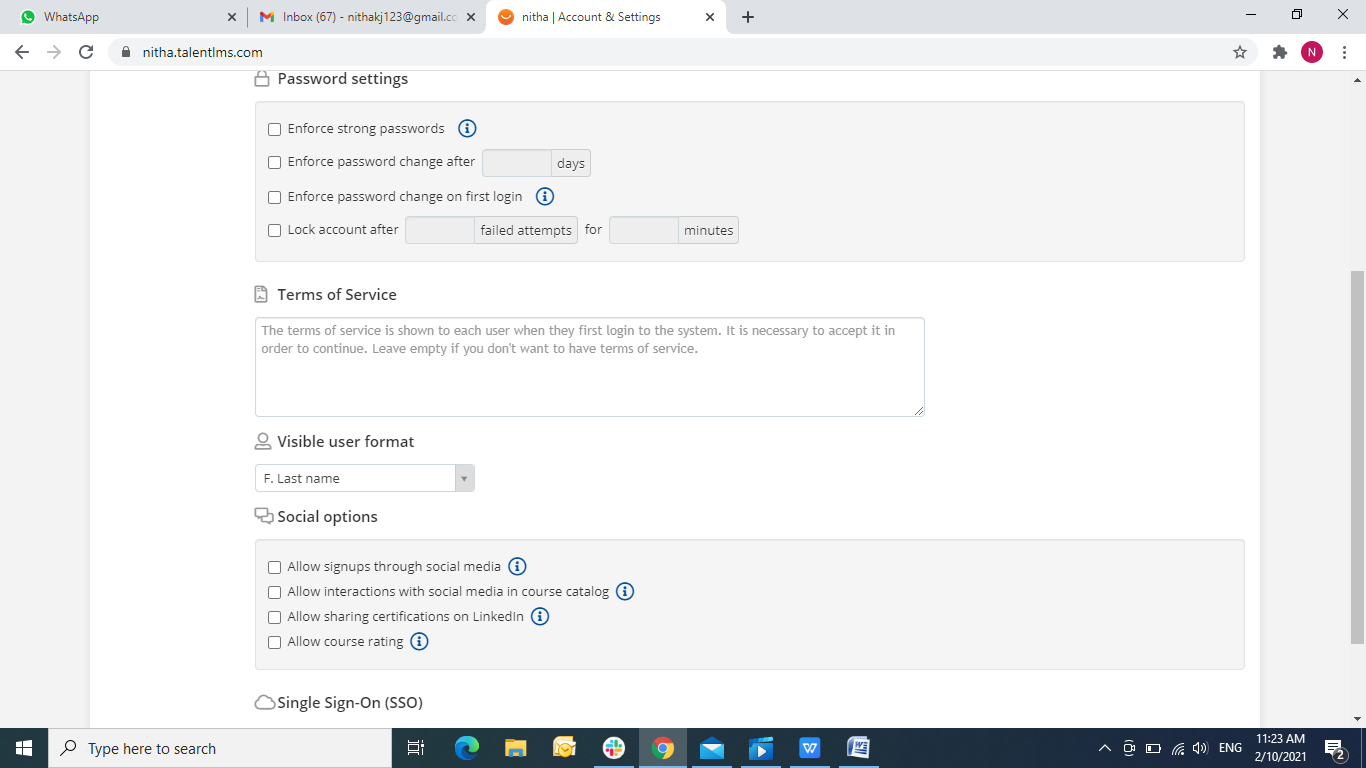 WhatsApp
Inbox (67) - nithakj123@gmail.cc
nitha | Account & Settings
nitha.talentlms.com
N
Password settings
Enforce strong passwords
Enforce password change after days
Enforce password change on first login
Lock account after failed attempts for minutes
Terms of Service
The terms of service is shown to each user when they first login to the system. It is necessary to accept it in
order to continue. Leave empty if you don't want to have terms of service.
Visible user format
F. Last name
Social options
Allow signups through social media
Allow interactions with social media in course catalog
Allow sharing certifications on LinkedIn
Allow course rating
Single Sign-On (SSO)
Type here to search
ENG
11:23 AM
2/10/2021
2